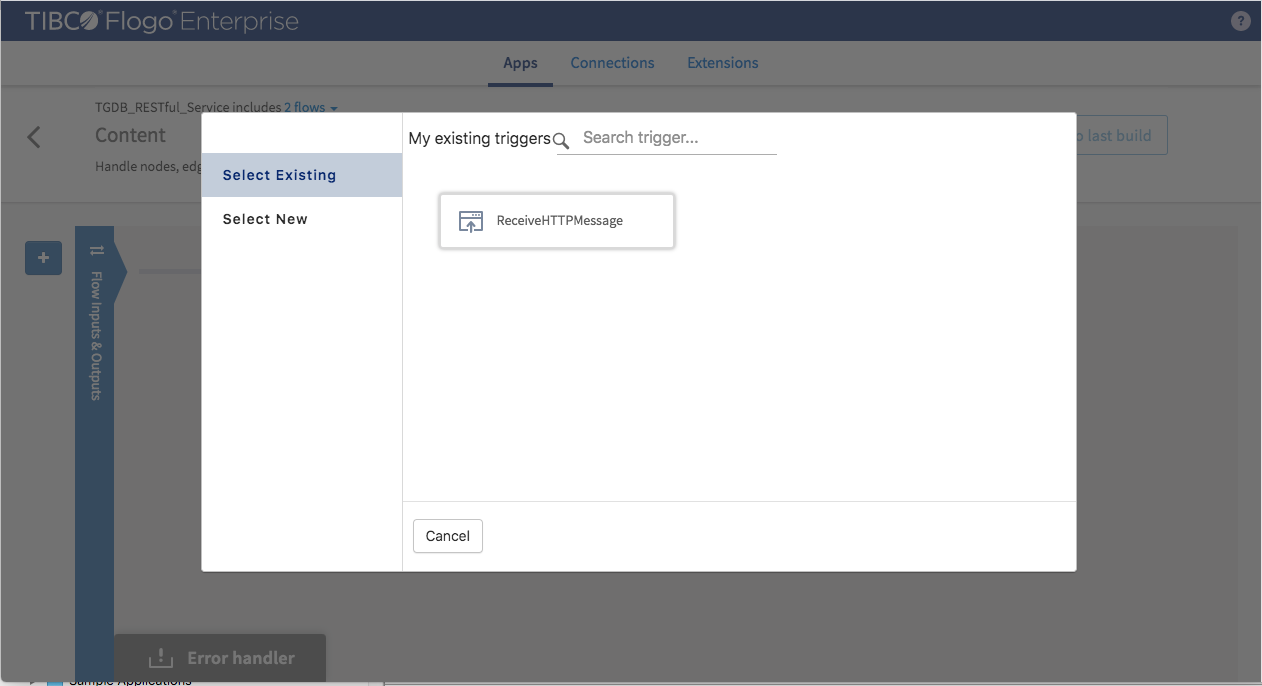 TIBCO® Flogo® Enterprise
?
Apps Connections Extensions
TGDB_RESTful_Service includes 2 flows
Content
Handle nodes, edg
o last build
My existing triggers Search trigger...
Select Existing
Select New
ReceiveHTTPMessage
+
Flow Inputs & Outputs
Cancel
Error handler
Sample Applications